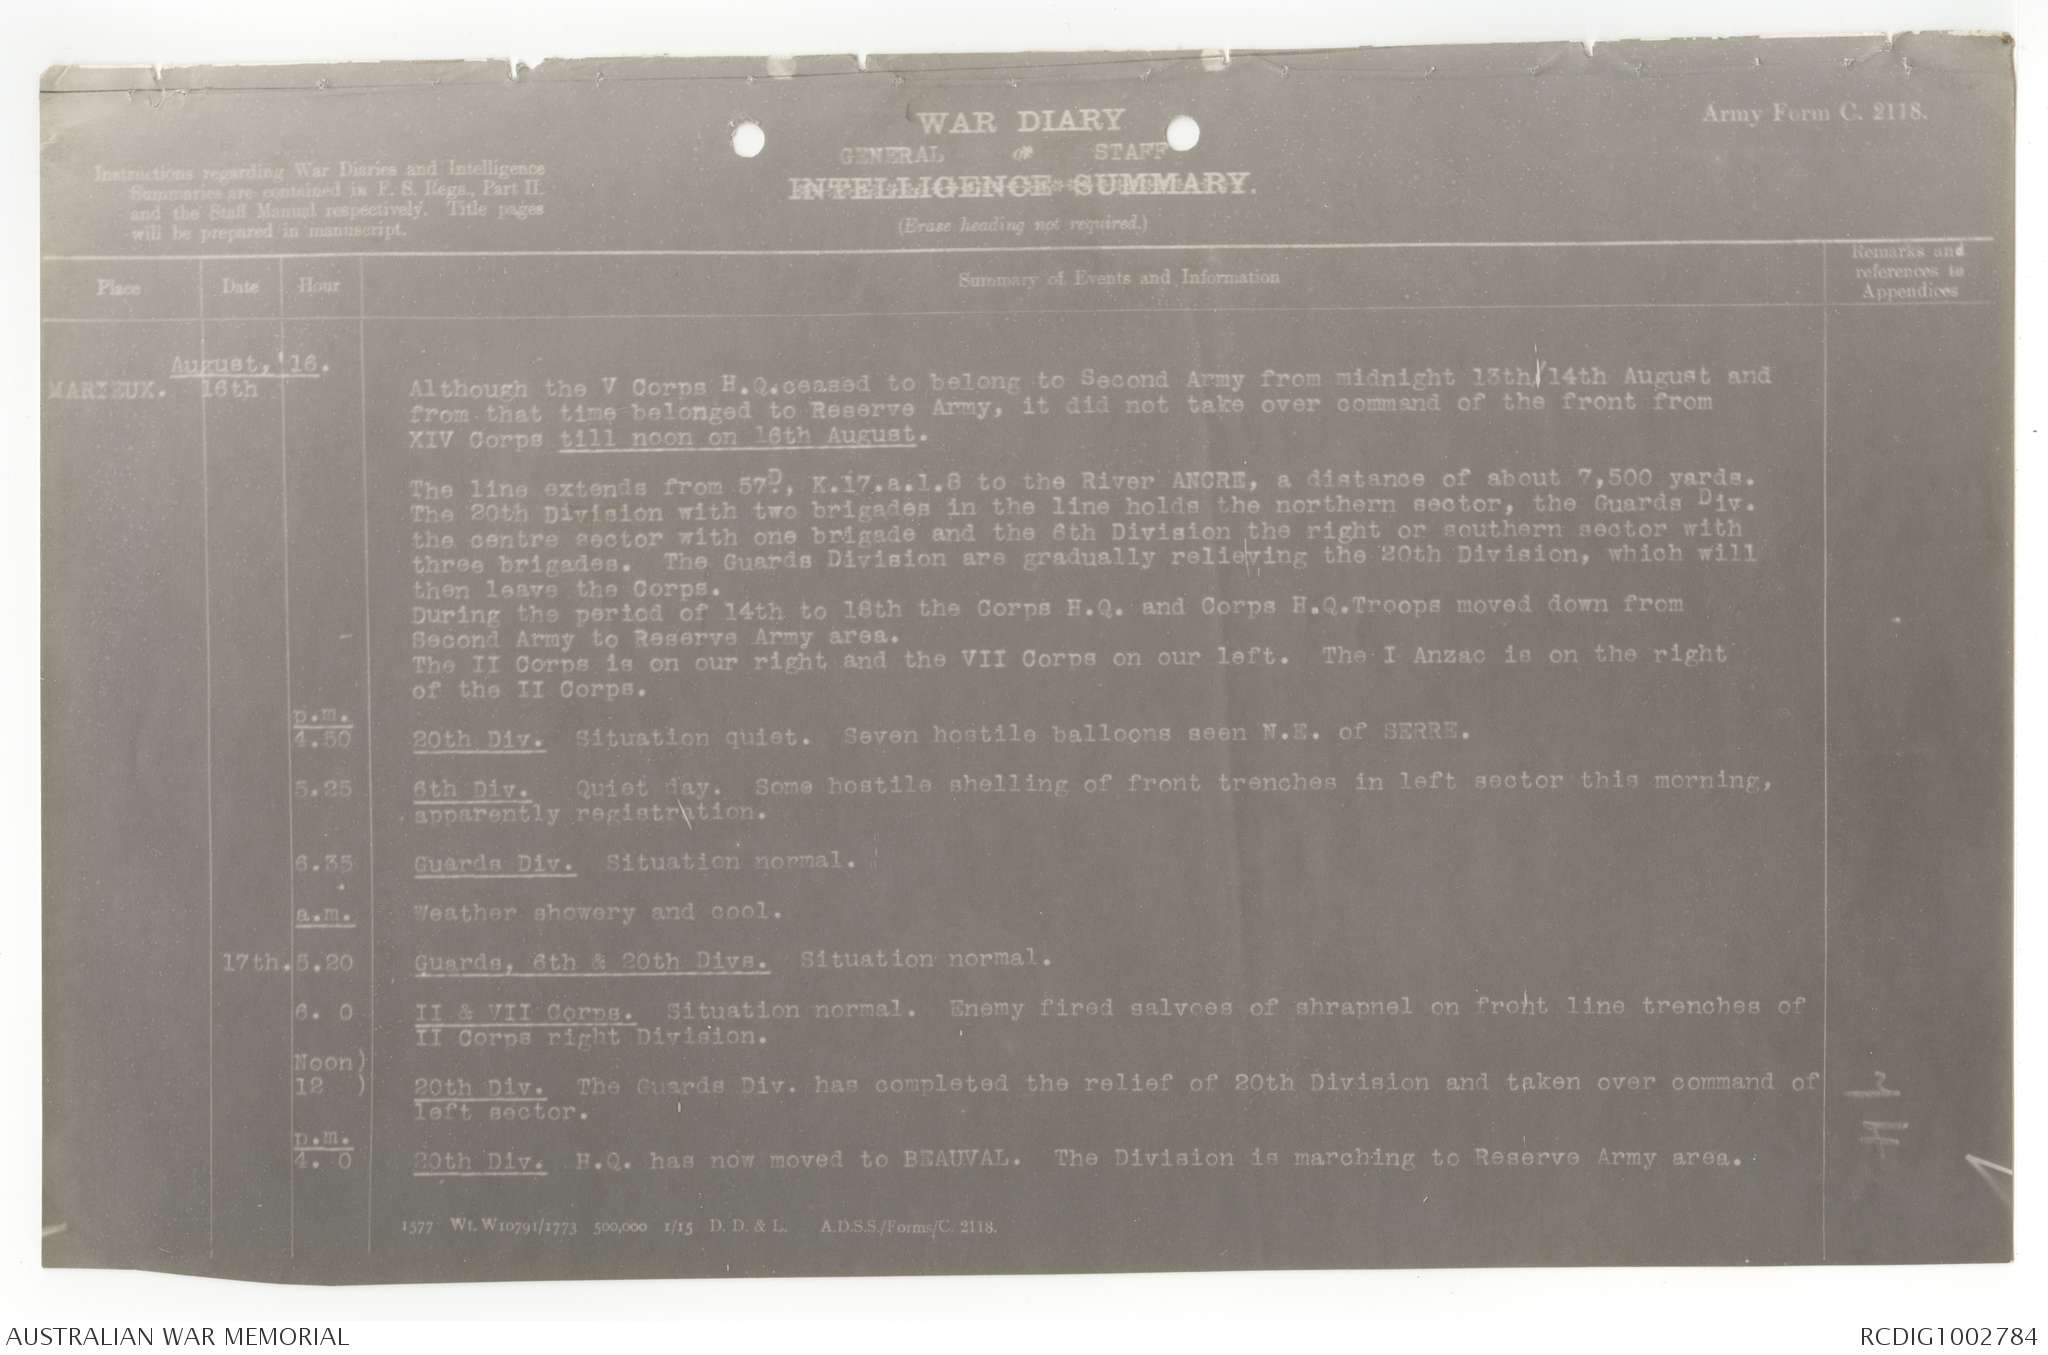 Army Form C. 2118.
WAR DIARY
GENERAL or STAFF
INTELLIGENCE SUMMARY.
(Erase heading not required.)
Instructions regarding War Diaries and Intelligence
Summaries are contained in F. S. Regs., Part II.
and the Staff Manual respectively. Title pages
will be prepared in manuscript.
Place Date Hour Summary of Events and Information
Remarks and
references to
Appendices
August, '16.
MARIEUX. 16th Although the V Corps H.Q.ceased to belong to Second Army from midnight 13th/14th August and
from that time belonged to Reserve Army, it did not take over command of the front from
XIV Corps till noon on 16th August.
The line extends from 57D, K.17.a.1.8 to the River ANCRE, a distance of about 7,500 yards.
The 20th Division with two brigades in the line holds the northern sector, the Guards Div.
the centre sector with one brigade and the 6th Division the right or southern sector with
three brigades. The Guards Division are gradually relieving the 20th Division, which will
then leave the Corps.
During the period of 14th to 18th the Corps H.Q. and Corps H.Q.Troops moved down from
Second Army to Reserve Army area.
The II Corps is on our right and the VII Corps on our left. The I Anzac is on the right
of the II Corps.
p.m.
4.50 20th Div. Situation quiet. Seven hostile balloons seen N.E. of SERRE.
5.25 6th Div. Quiet day. Some hostile shelling of front trenches in left sector this morning,
apparently registration.
6.35 Guards Div. Situation normal.
a.m. Weather showery and cool.
17th. 5.20 Guards, 6th & 20th Divs. Situation normal.
6. 0 II & VII Corps. Situation normal. Enemy fired salvoes of shrapnel on front line trenches of
II Corps right Division.
Noon)
12 ) 20th Div. The Guards Div. has completed the relief of 20th Division and taken over command of
left sector.
p.m.
4. 0 20th Div. H.Q. has now moved to BEAUVAL. The Division is marching to Reserve Army area.
1577 Wt. W10791/1773 500,000 1/15 D. D. & L. A.D.S.S./Forms/C. 2118.
AUSTRALIAN WAR MEMORIAL
RCDIG1002784